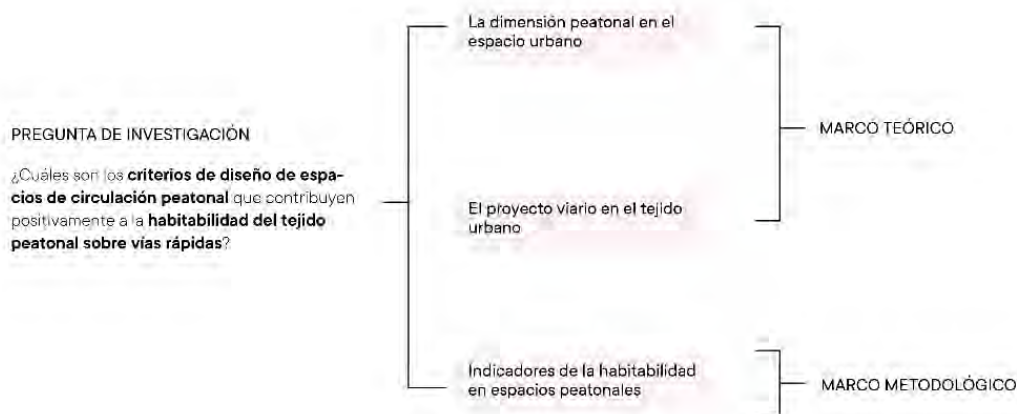 PREGUNTA DE INVESTIGACIÓN
¿Cuáles son los criterios de diseño de espa-
cios de circulación peatonal que contribuyen
positivamente a la habitabilidad del tejido
peatonal sobre vías rápidas?
La dimensión peatonal en el
espacio urbano
El proyecto viario en el tejido
urbano
MARCO TEÓRICO
Indicadores de la habitabilidad
en espacios peatonales
MARCO METODOLÓGICO